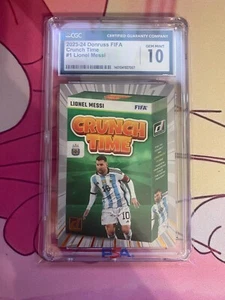 CGC
CERTIFIED GUARANTY COMPANY
2023-24 Donruss FIFA
Crunch Time
#1 Lionel Messi
GEM MINT
10
LIONEL MESSI
FIFA
CRUNCH
TIME
10